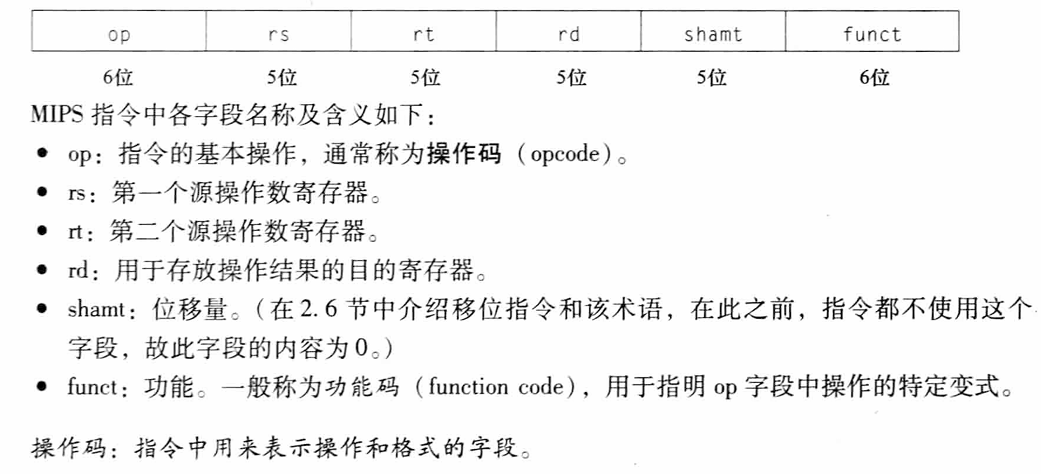 op rs rt rd shamt funct
6位 5位 5位 5位 5位 6位
MIPS 指令中各字段名称及含义如下：
● op：指令的基本操作，通常称为操作码（opcode）。
● rs：第一个源操作数寄存器。
● rt：第二个源操作数寄存器。
● rd：用于存放操作结果的目的寄存器。
● shamt：位移量。（在 2.6 节中介绍移位指令和该术语，在此之前，指令都不使用这个
字段，故此字段的内容为 0。）
● funct：功能。一般称为功能码（function code），用于指明 op 字段中操作的特定变式。
操作码：指令中用来表示操作和格式的字段。